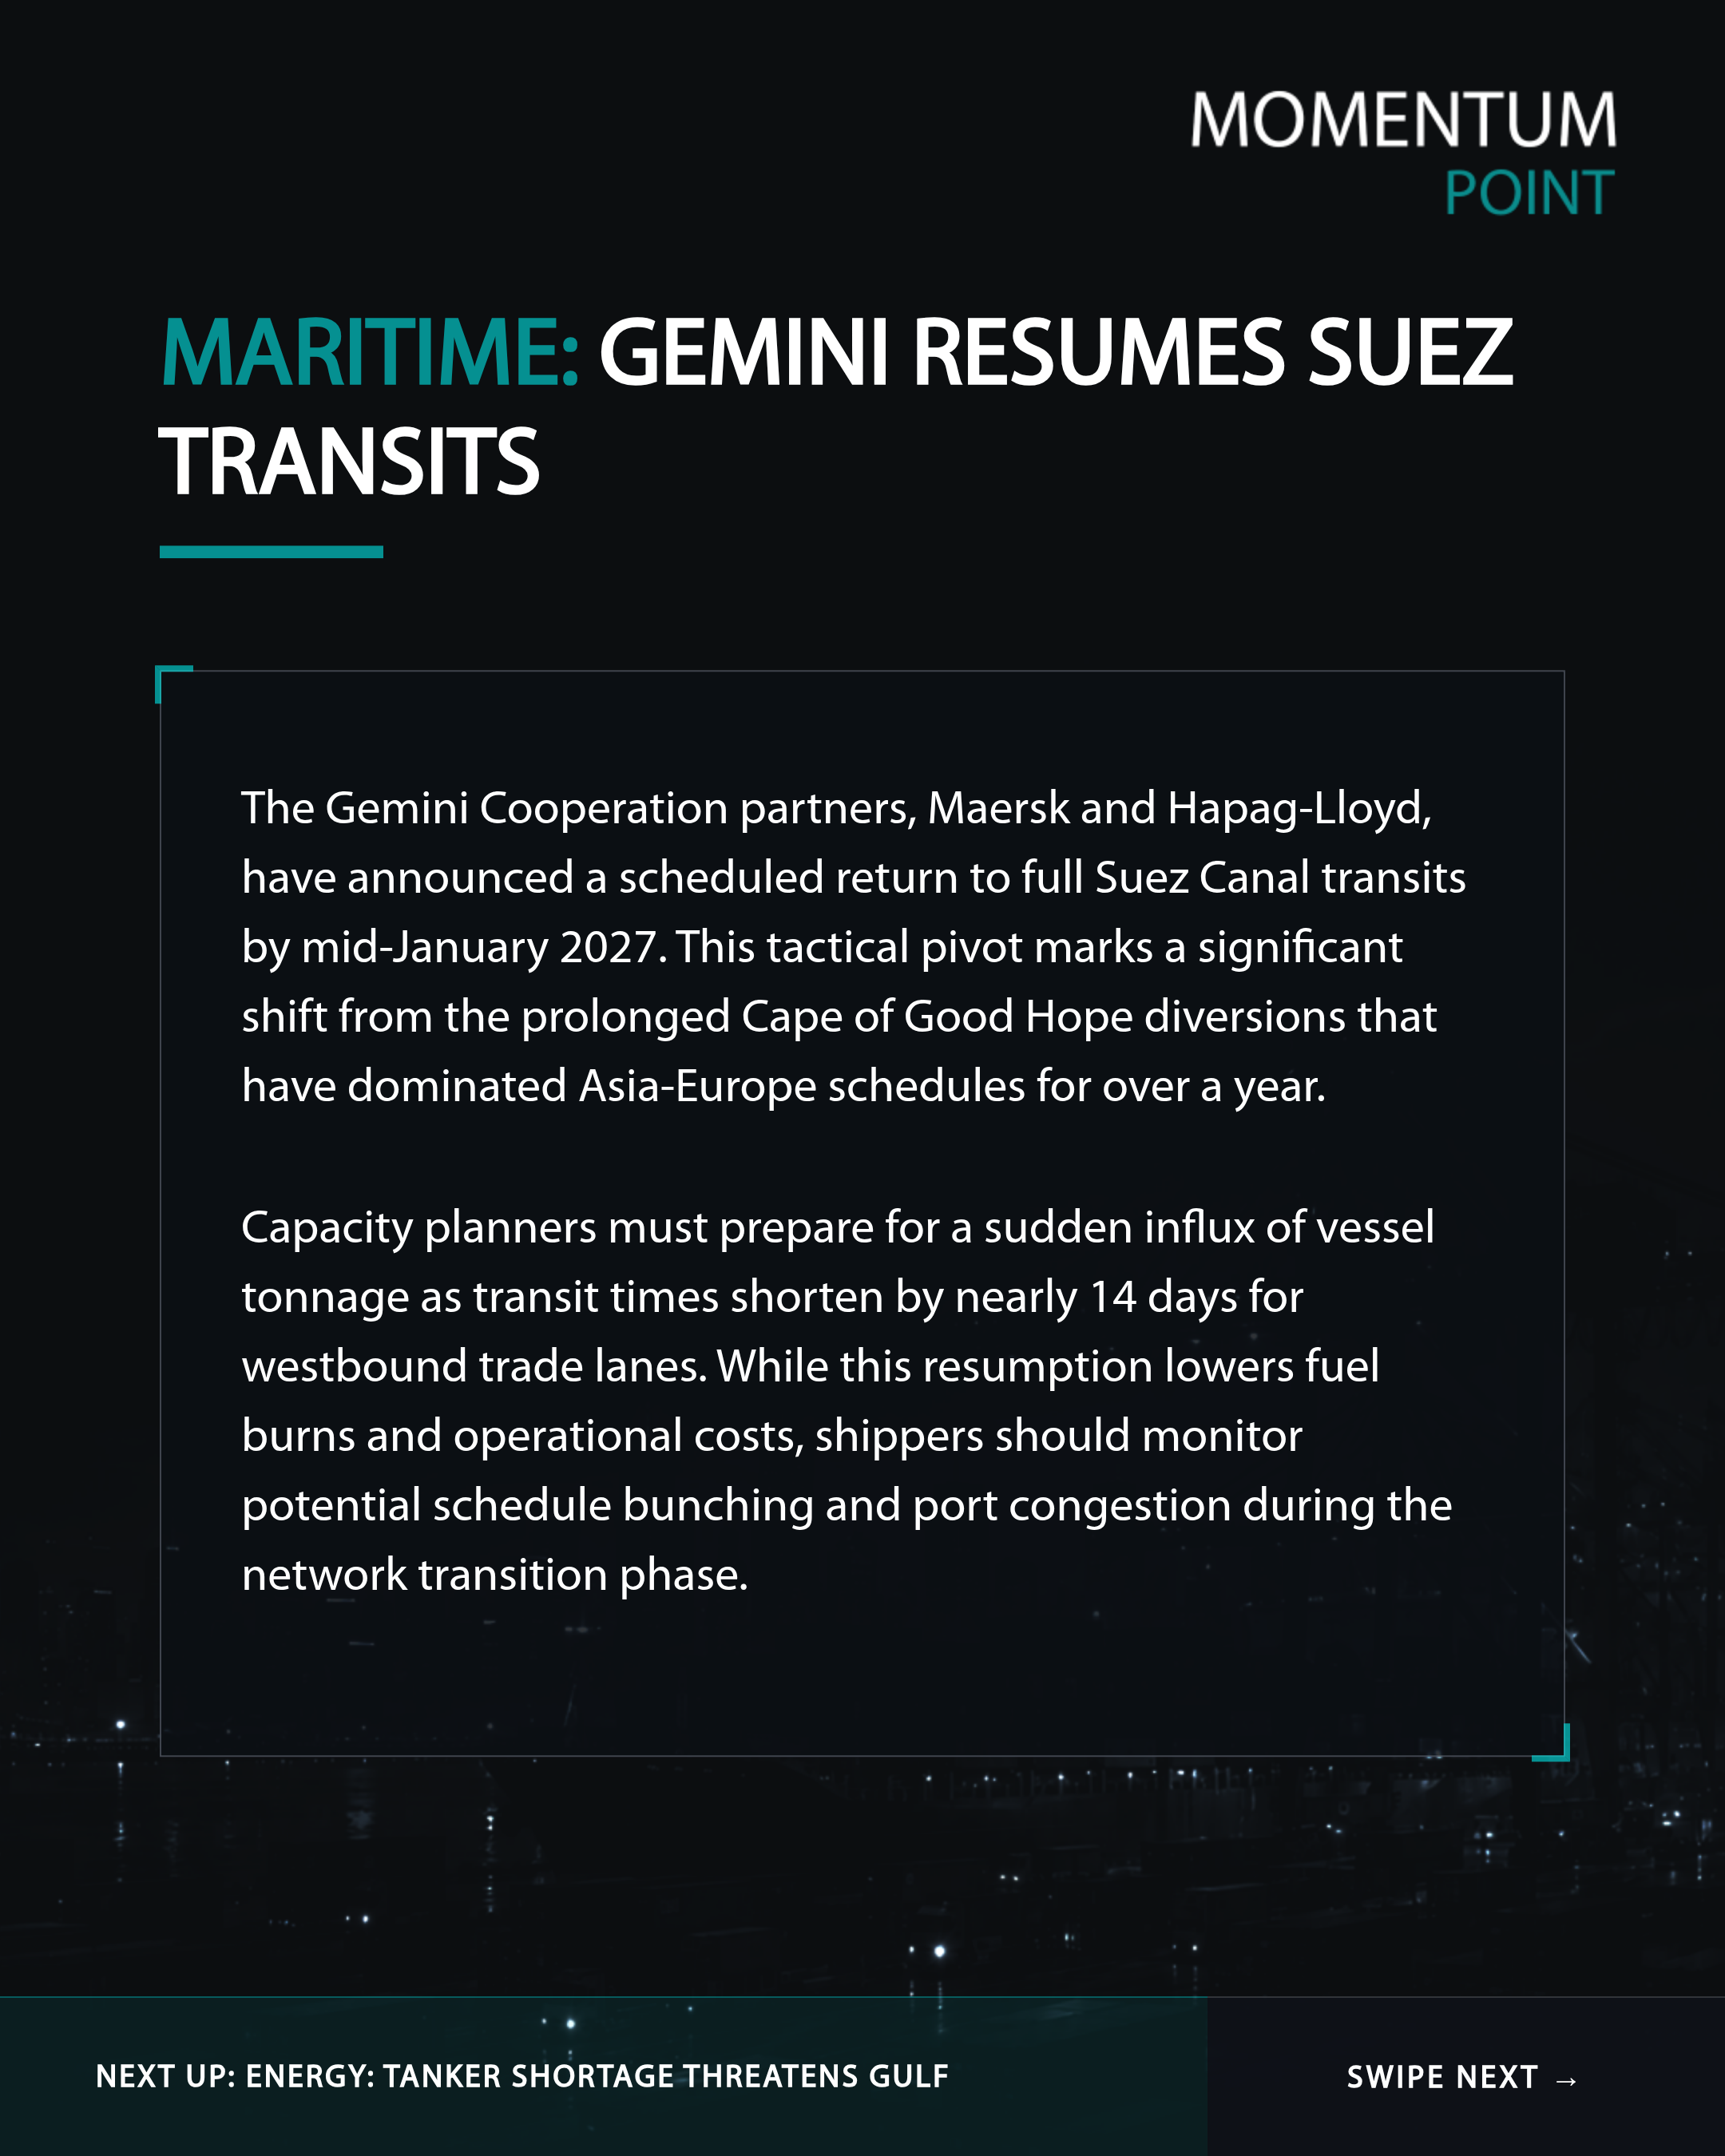 MOMENTUM
POINT
MARITIME: GEMINI RESUMES SUEZ
TRANSITS
The Gemini Cooperation partners, Maersk and Hapag-Lloyd,
have announced a scheduled return to full Suez Canal transits
by mid-January 2027. This tactical pivot marks a significant
shift from the prolonged Cape of Good Hope diversions that
have dominated Asia-Europe schedules for over a year.
Capacity planners must prepare for a sudden influx of vessel
tonnage as transit times shorten by nearly 14 days for
westbound trade lanes. While this resumption lowers fuel
burns and operational costs, shippers should monitor
potential schedule bunching and port congestion during the
network transition phase.
NEXT UP: ENERGY: TANKER SHORTAGE THREATENS GULF
SWIPE NEXT →